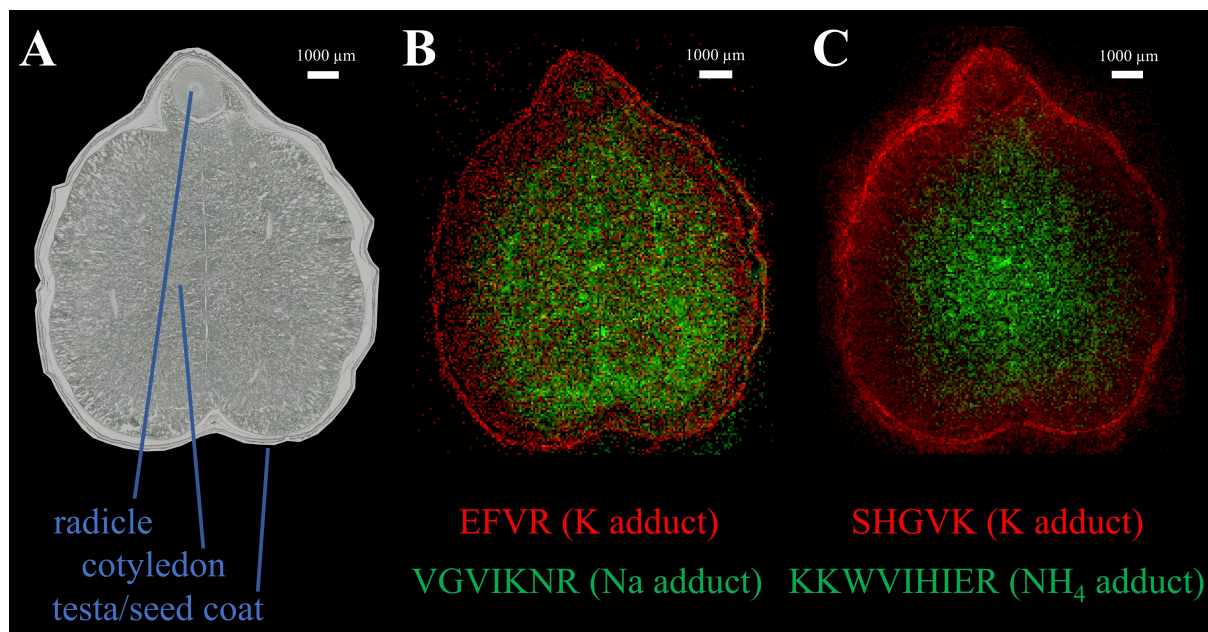 A
1000 µm
B
1000 µm
C
1000 µm
radicle
cotyledon
testa/seed coat
EFVR (K adduct)
VGVIKNR (Na adduct)
SHGVK (K adduct)
KKWVIHIER (NH₄ adduct)